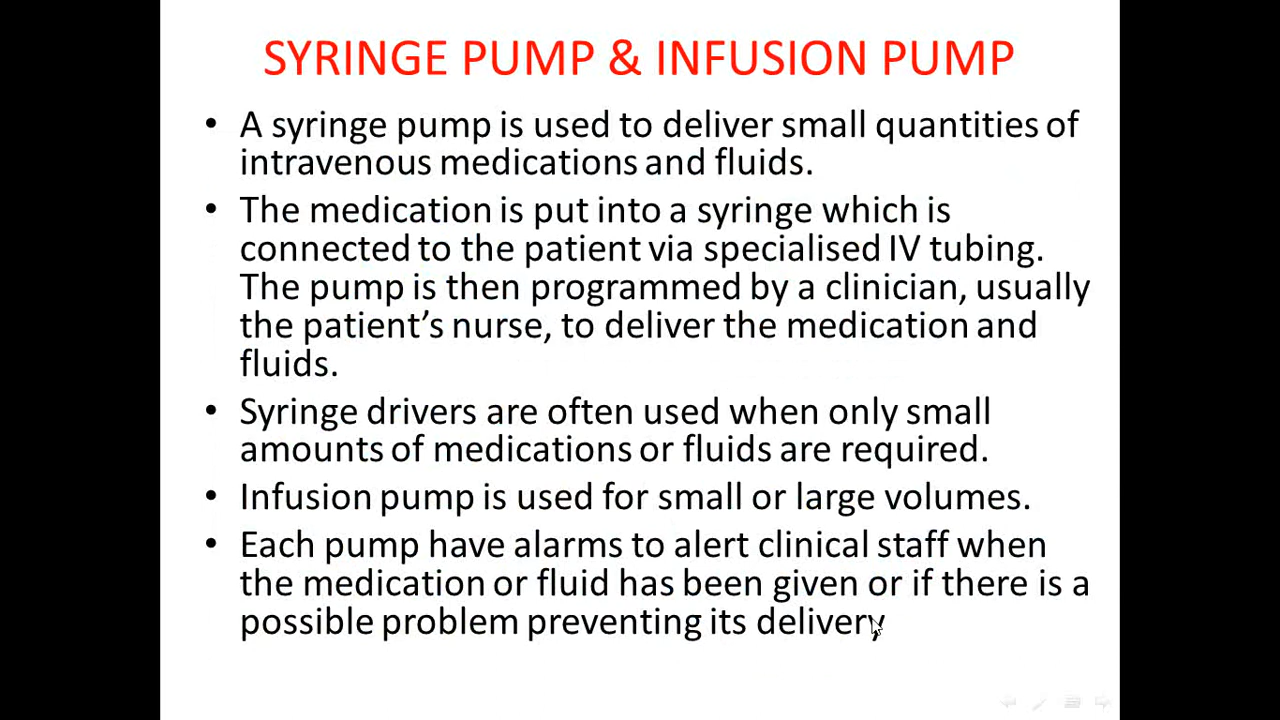 SYRINGE PUMP & INFUSION PUMP
• A syringe pump is used to deliver small quantities of
intravenous medications and fluids.
• The medication is put into a syringe which is
connected to the patient via specialised IV tubing.
The pump is then programmed by a clinician, usually
the patient’s nurse, to deliver the medication and
fluids.
• Syringe drivers are often used when only small
amounts of medications or fluids are required.
• Infusion pump is used for small or large volumes.
• Each pump have alarms to alert clinical staff when
the medication or fluid has been given or if there is a
possible problem preventing its delivery